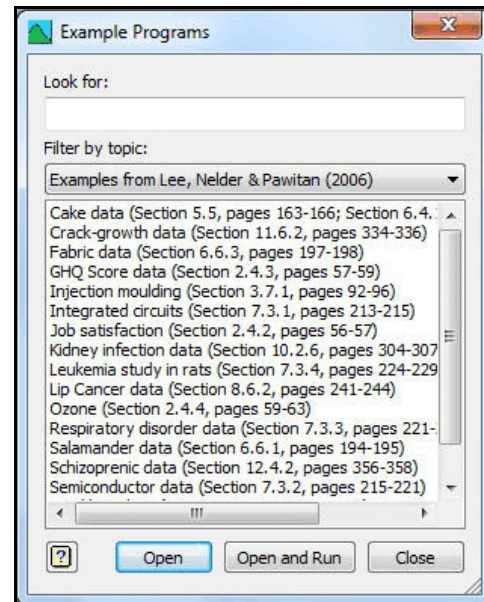 Example Programs
Look for:
Filter by topic:
Examples from Lee, Nelder & Pawitan (2006)
Cake data (Section 5.5, pages 163-166; Section 6.4.
Crack-growth data (Section 11.6.2, pages 334-336)
Fabric data (Section 6.6.3, pages 197-198)
GHQ Score data (Section 2.4.3, pages 57-59)
Injection moulding (Section 3.7.1, pages 92-96)
Integrated circuits (Section 7.3.1, pages 213-215)
Job satisfaction (Section 2.4.2, pages 56-57)
Kidney infection data (Section 10.2.6, pages 304-307
Leukemia study in rats (Section 7.3.4, pages 224-229
Lip Cancer data (Section 8.6.2, pages 241-244)
Ozone (Section 2.4.4, pages 59-63)
Respiratory disorder data (Section 7.3.3, pages 221-
Salamander data (Section 6.6.1, pages 194-195)
Schizoprenic data (Section 12.4.2, pages 356-358)
Semiconductor data (Section 7.3.2, pages 215-221)
? Open Open and Run Close